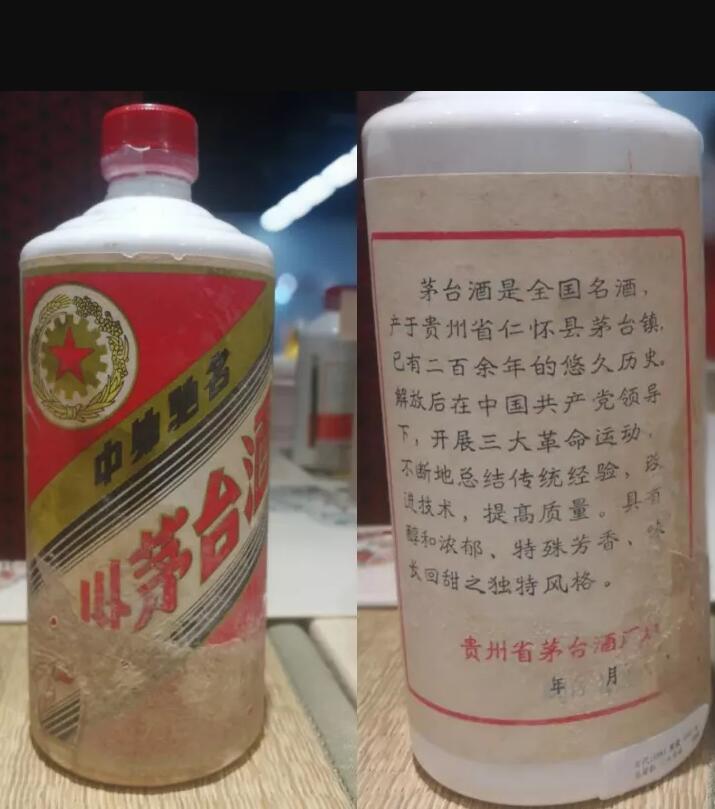 中外驰名
茅台酒
茅台酒是全国名酒，
产于贵州省仁怀县茅台镇，
已有二百余年的悠久历史。
解放后在中国共产党领导
下，开展三大革命运动，
不断地总结传统经验，改
进技术，提高质量。具有
醇和浓郁、特殊芳香、味
长回甜之独特风格。
贵州省茅台酒厂
年 月